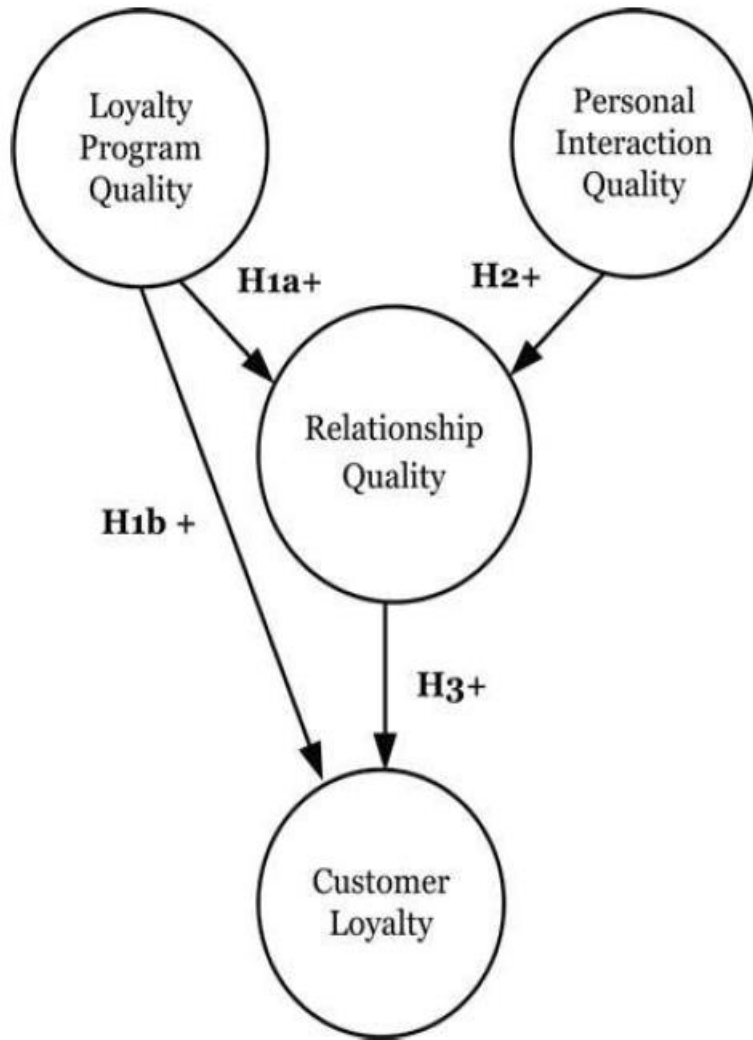 Loyalty
Program
Quality
Personal
Interaction
Quality
H1a+
H2+
Relationship
Quality
H1b +
H3+
Customer
Loyalty